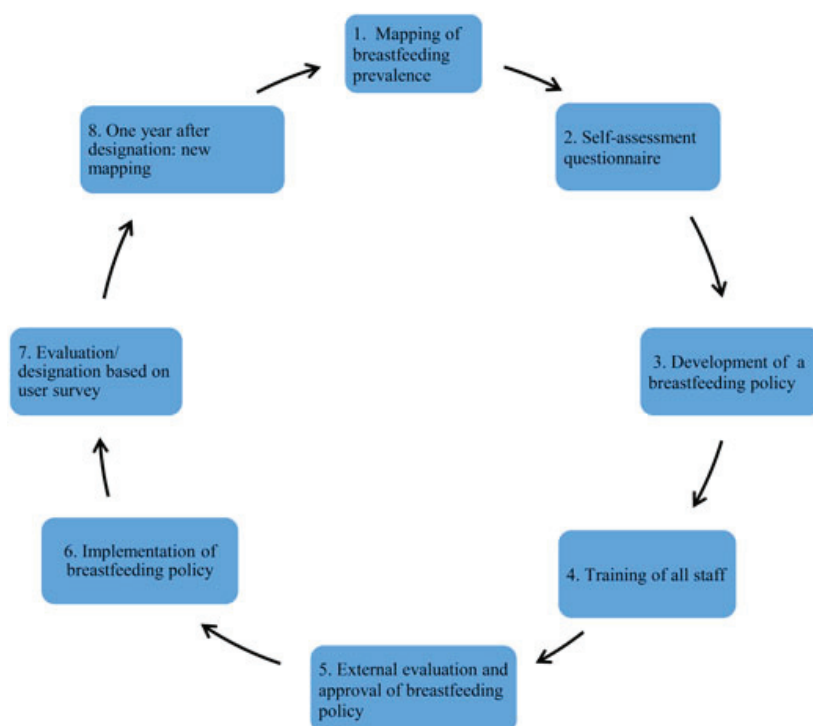 1. Mapping of
breastfeeding
prevalence
2. Self-assessment
questionnaire
3. Development of a
breastfeeding policy
4. Training of all staff
5. External evaluation and
approval of breastfeeding
policy
6. Implementation of
breastfeeding policy
7. Evaluation/
designation based on
user survey
8. One year after
designation: new
mapping